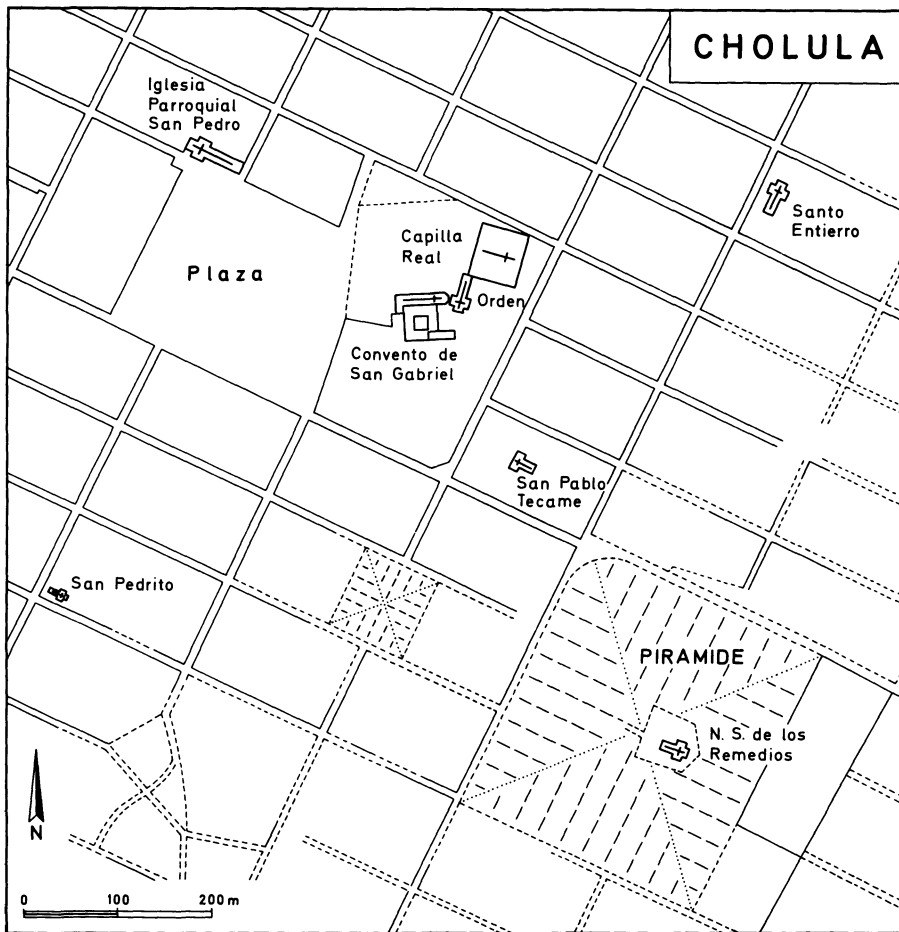 CHOLULA
Iglesia
Parroquial
San Pedro
Santo
Entierro
Capilla
Real
Plaza
Orden
Convento de
San Gabriel
San Pablo
Tecame
San Pedrito
PIRAMIDE
N. S. de los
Remedios
N
0 100 200 m